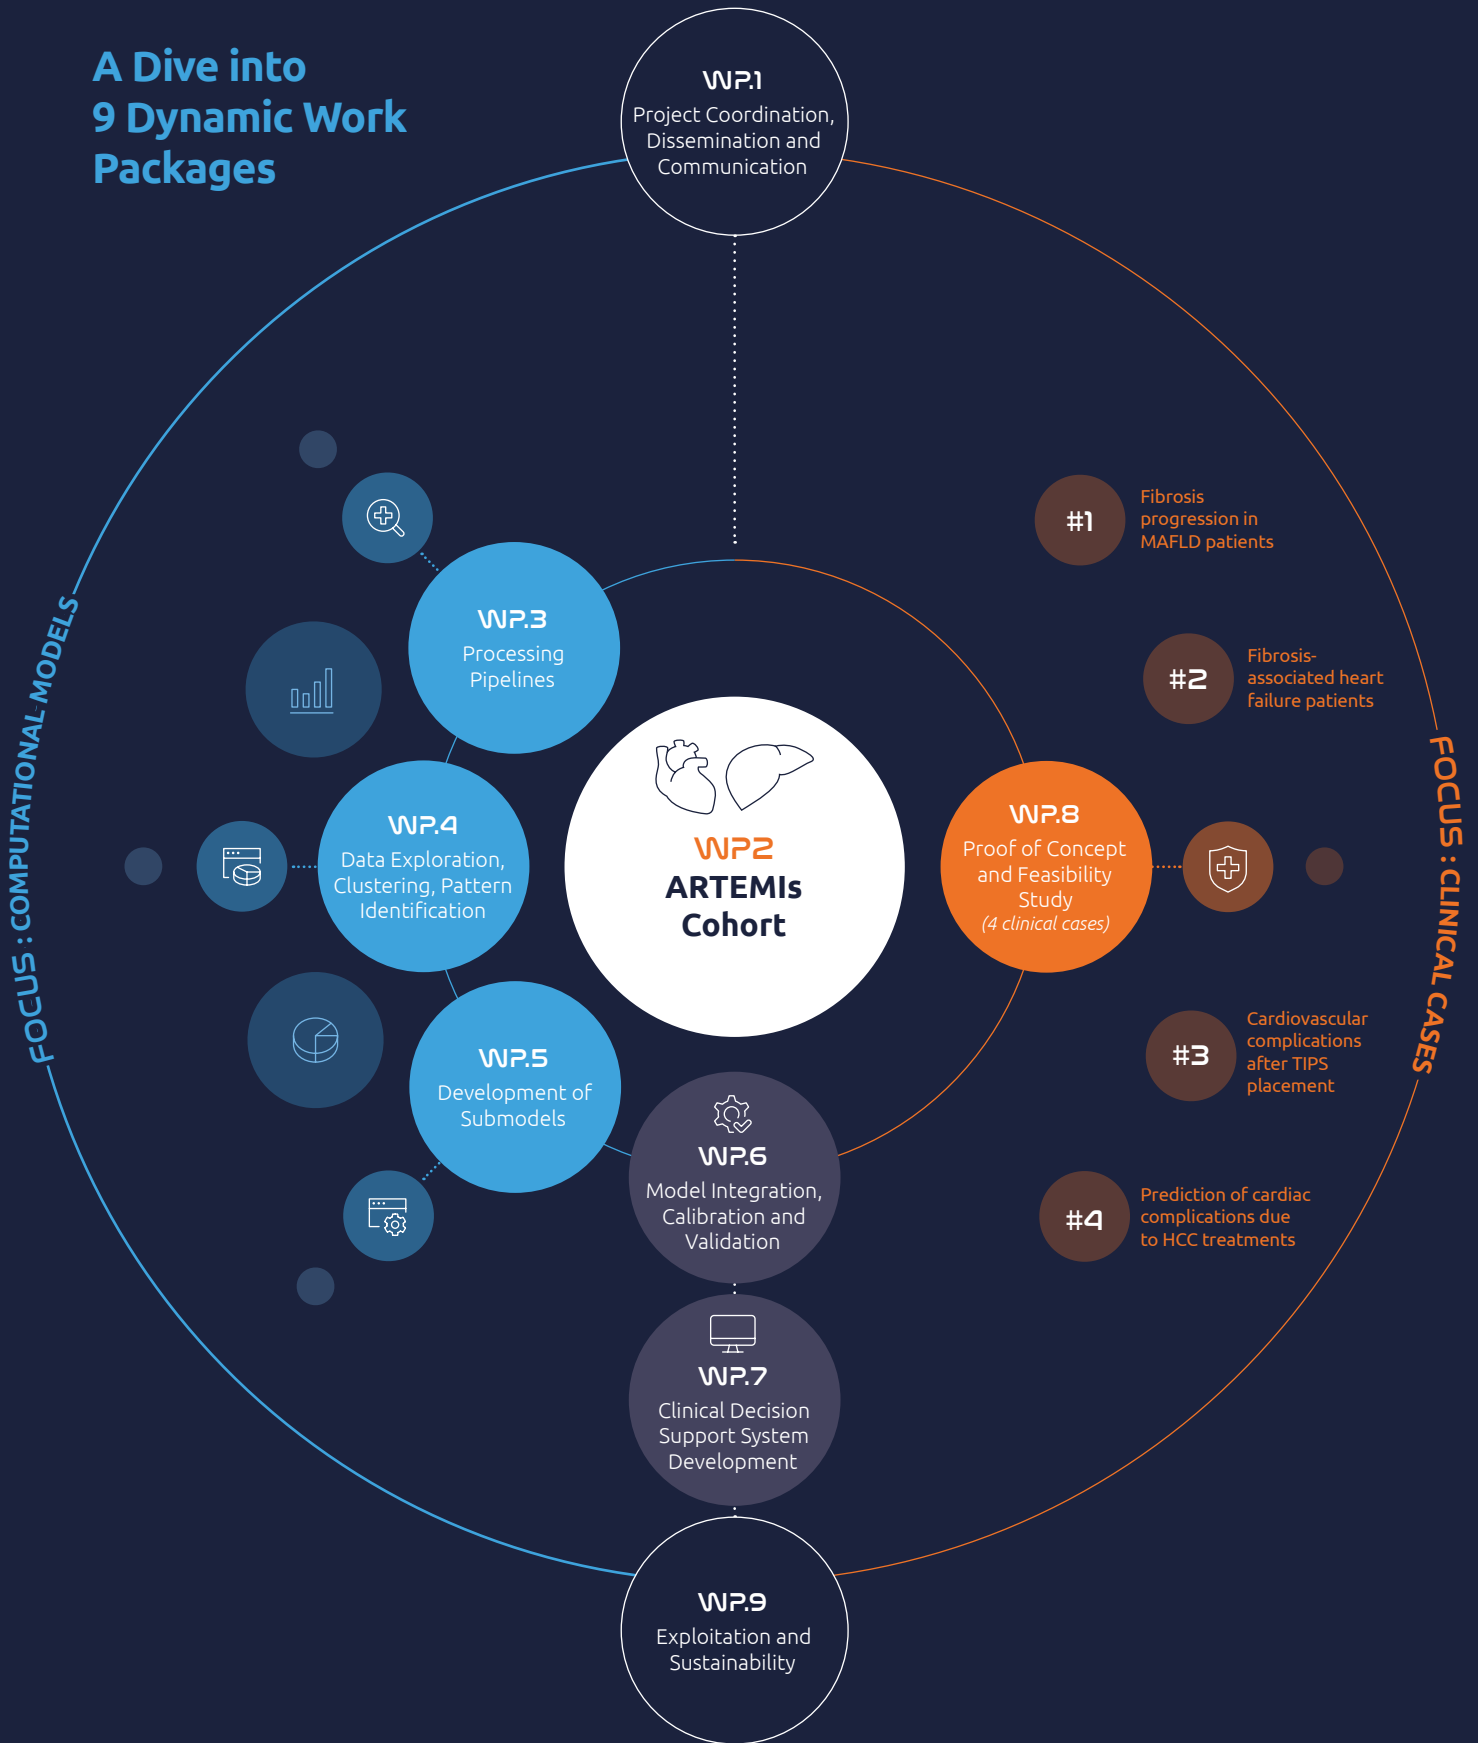 A Dive into
9 Dynamic Work
Packages
WP.1
Project Coordination,
Dissemination and
Communication
FOCUS : COMPUTATIONAL MODELS
WP.3
Processing
Pipelines
WP.4
Data Exploration,
Clustering, Pattern
Identification
WP.5
Development of
Submodels
WP2
ARTEMIs
Cohort
WP.6
Model Integration,
Calibration and
Validation
WP.7
Clinical Decision
Support System
Development
WP.9
Exploitation and
Sustainability
WP.8
Proof of Concept
and Feasibility
Study
(4 clinical cases)
#1
Fibrosis
progression in
MAFLD patients
#2
Fibrosis-
associated heart
failure patients
#3
Cardiovascular
complications
after TIPS
placement
#4
Prediction of cardiac
complications due
to HCC treatments
FOCUS : CLINICAL CASES